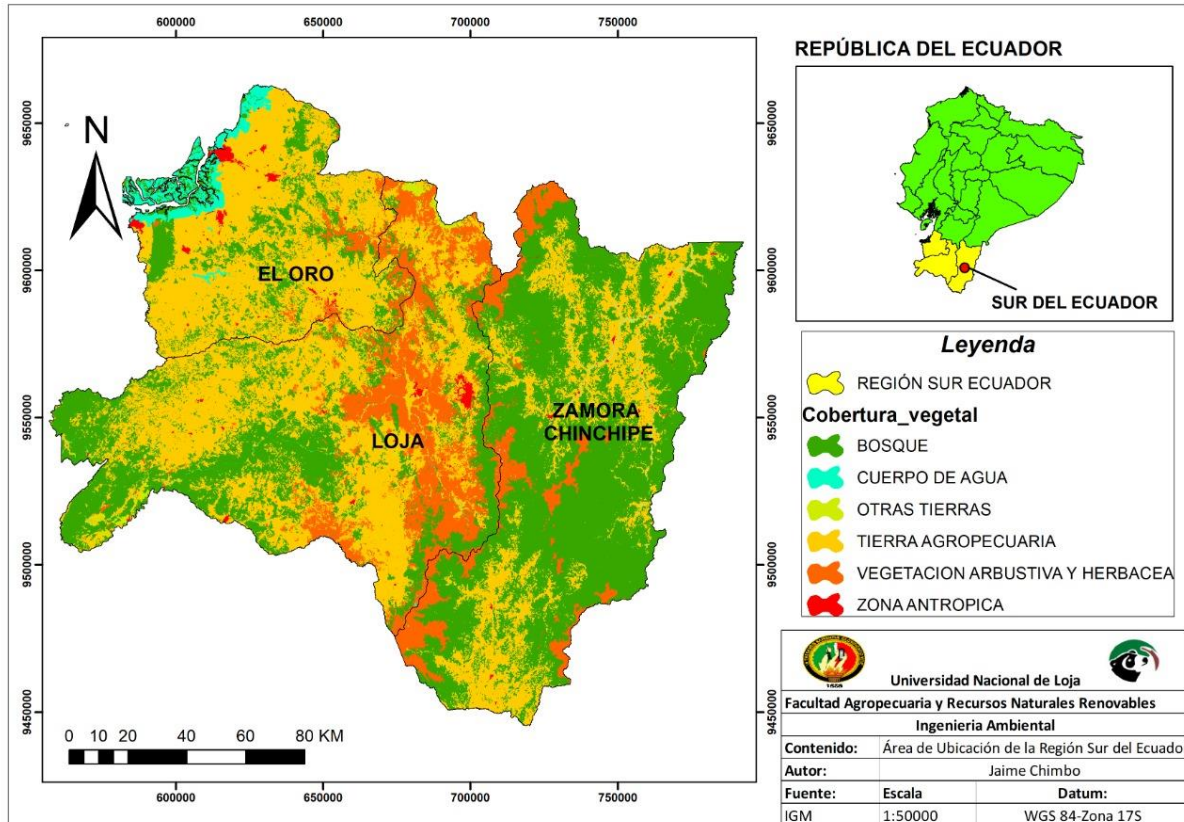 600000 650000 700000 750000
9650000
9600000
9550000
9500000
9450000
N
EL ORO
LOJA
ZAMORA
CHINCHIPE
0 10 20 40 60 80 KM
600000 650000 700000 750000
9650000
9600000
9550000
9500000
9450000
REPÚBLICA DEL ECUADOR
SUR DEL ECUADOR
Leyenda
REGIÓN SUR ECUADOR
Cobertura_vegetal
BOSQUE
CUERPO DE AGUA
OTRAS TIERRAS
TIERRA AGROPECUARIA
VEGETACION ARBUSTIVA Y HERBACEA
ZONA ANTROPICA
1859
Universidad Nacional de Loja
Facultad Agropecuaria y Recursos Naturales Renovables
Ingenieria Ambiental
Contenido: Área de Ubicación de la Región Sur del Ecuado
Autor: Jaime Chimbo
Fuente: Escala Datum:
IGM 1:50000 WGS 84-Zona 17S